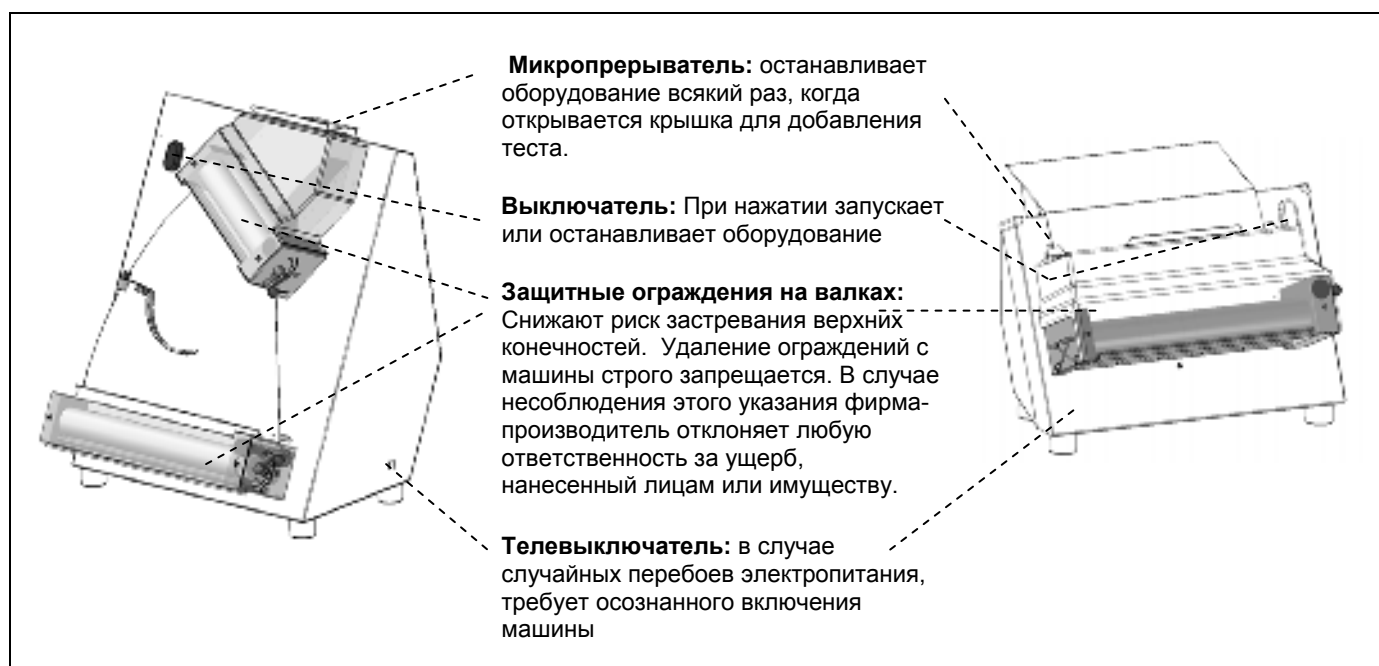 Микропрерыватель: останавливает
оборудование всякий раз, когда
открывается крышка для добавления
теста.
Выключатель: При нажатии запускает
или останавливает оборудование
Защитные ограждения на валках:
Снижают риск застревания верхних
конечностей. Удаление ограждений с
машины строго запрещается. В случае
несоблюдения этого указания фирма-
производитель отклоняет любую
ответственность за ущерб,
нанесенный лицам или имуществу.
Телевыключатель: в случае
случайных перебоев электропитания,
требует осознанного включения
машины